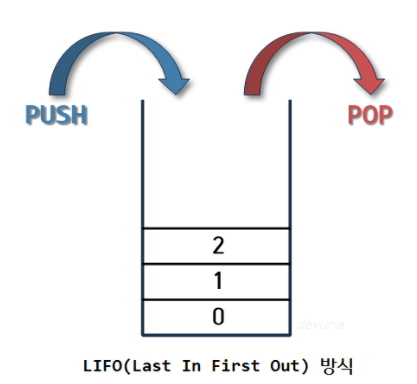 PUSH
POP
2
1
0
devuna
LIFO(Last In First Out) 방식